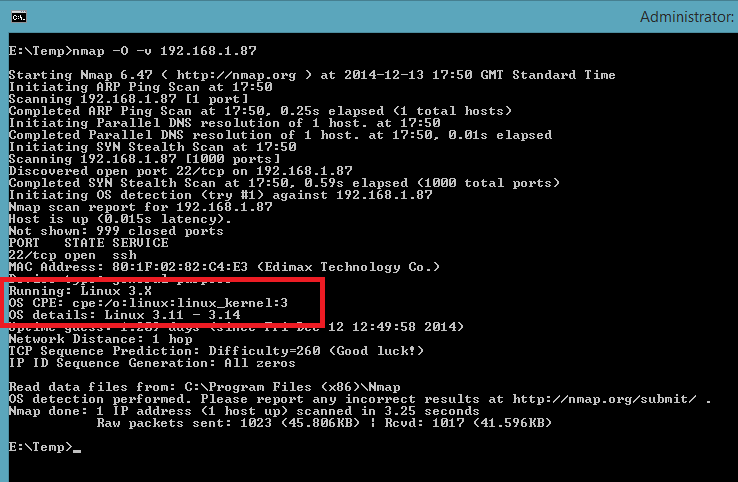 Administrator:
E:\Temp>nmap -O -v 192.168.1.87
Starting Nmap 6.47 ( http://nmap.org ) at 2014-12-13 17:50 GMT Standard Time
Initiating ARP Ping Scan at 17:50
Scanning 192.168.1.87 [1 port]
Completed ARP Ping Scan at 17:50, 0.25s elapsed (1 total hosts)
Initiating Parallel DNS resolution of 1 host. at 17:50
Completed Parallel DNS resolution of 1 host. at 17:50, 0.01s elapsed
Initiating SYN Stealth Scan at 17:50
Scanning 192.168.1.87 [1000 ports]
Discovered open port 22/tcp on 192.168.1.87
Completed SYN Stealth Scan at 17:50, 0.59s elapsed (1000 total ports)
Initiating OS detection (try #1) against 192.168.1.87
Nmap scan report for 192.168.1.87
Host is up (0.015s latency).
Not shown: 999 closed ports
PORT   STATE SERVICE
22/tcp open  ssh
MAC Address: 80:1F:02:82:C4:E3 (Edimax Technology Co.)
Device type: general purpose
Running: Linux 3.X
OS CPE: cpe:/o:linux:linux_kernel:3
OS details: Linux 3.11 - 3.14
Uptime guess: days (since Fri Dec 12 12:49:58 2014)
Network Distance: 1 hop
TCP Sequence Prediction: Difficulty=260 (Good luck!)
IP ID Sequence Generation: All zeros
Read data files from: C:\Program Files (x86)\Nmap
OS detection performed. Please report any incorrect results at http://nmap.org/submit/ .
Nmap done: 1 IP address (1 host up) scanned in 3.25 seconds
Raw packets sent: 1023 (45.806KB) | Rcvd: 1017 (41.596KB)
E:\Temp>_